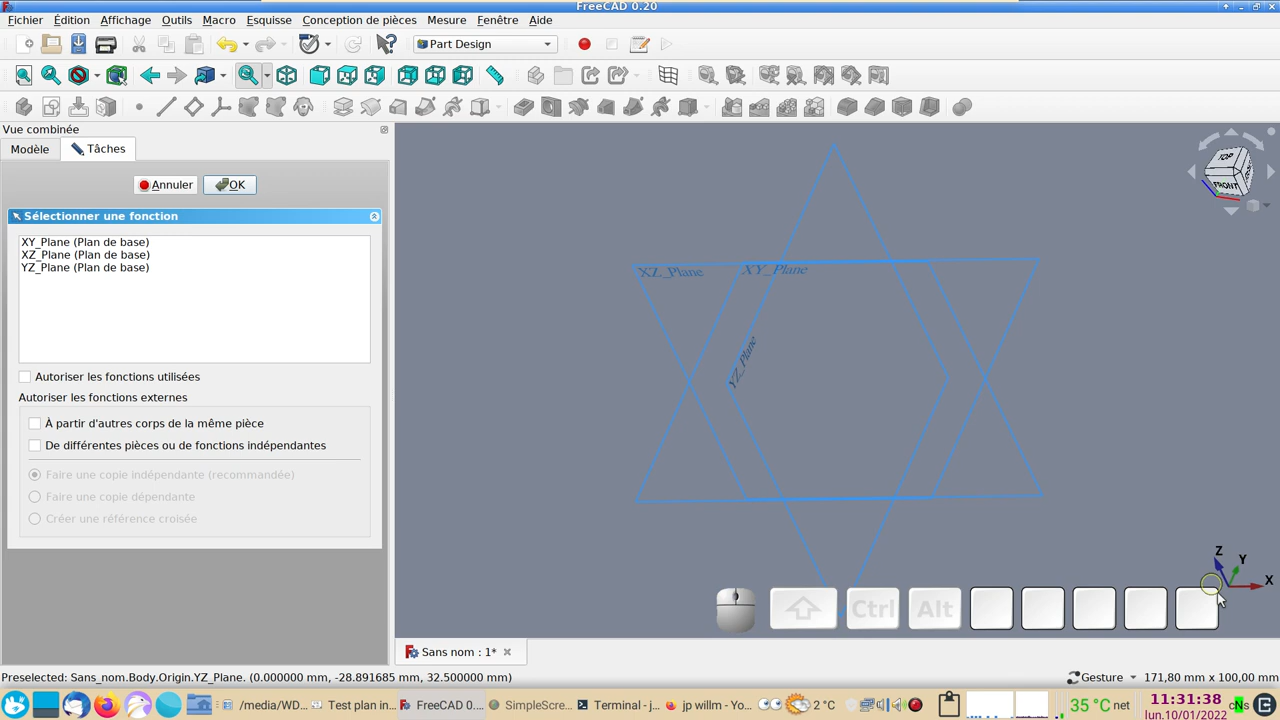 FreeCAD 0.20
Fichier Édition Affichage Outils Macro Esquisse Conception de pièces Mesure Fenêtre Aide
Part Design
Vue combinée
Modèle Tâches
Annuler OK
Sélectionner une fonction
XY_Plane (Plan de base)
XZ_Plane (Plan de base)
YZ_Plane (Plan de base)
Autoriser les fonctions utilisées
Autoriser les fonctions externes
À partir d'autres corps de la même pièce
De différentes pièces ou de fonctions indépendantes
Faire une copie indépendante (recommandée)
Faire une copie dépendante
Créer une référence croisée
XZ_Plane XY_Plane
YZ_Plane
TOP
FRONT
Z
Y
X
Ctrl Alt
Sans nom : 1*
Preselected: Sans_nom.Body.Origin.YZ_Plane. (0.000000 mm, -28.891685 mm, 32.500000 mm) Gesture 171,80 mm x 100,00 mm
/media/WD... Test plan in... FreeCAD 0.... SimpleScre... Terminal - j... jp willm - Yo... 2 °C 35 °C net 11:31:38 cNs
lun.10/01/2022